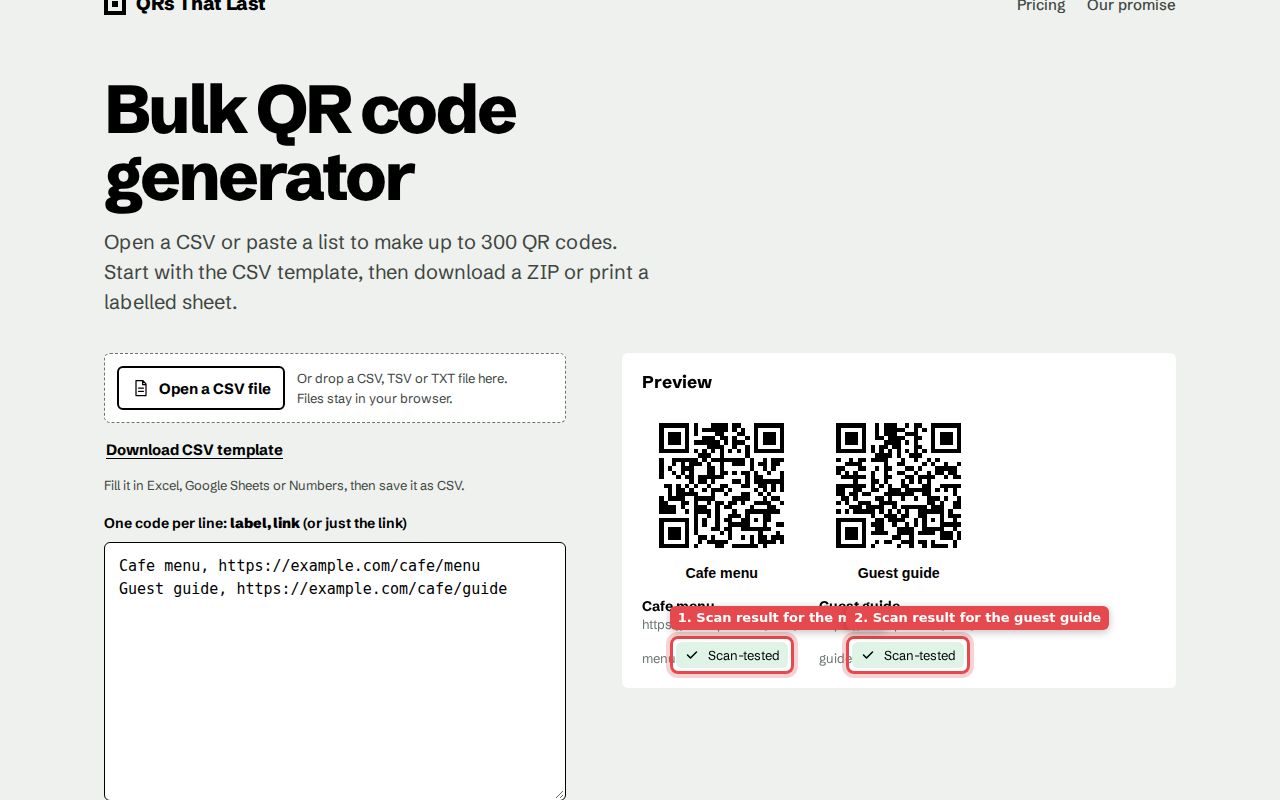 QRs That Last
Pricing
Our promise
Bulk QR code
generator
Open a CSV or paste a list to make up to 300 QR codes.
Start with the CSV template, then download a ZIP or print a
labelled sheet.
Open a CSV file
Or drop a CSV, TSV or TXT file here.
Files stay in your browser.
Download CSV template
Fill it in Excel, Google Sheets or Numbers, then save it as CSV.
One code per line: label, link (or just the link)
Cafe menu, https://example.com/cafe/menu
Guest guide, https://example.com/cafe/guide
Preview
Cafe menu
Guest guide
Cafe menu
Guest guide
1. Scan result for the
2. Scan result for the guest guide
menu
Scan-tested
guide
Scan-tested